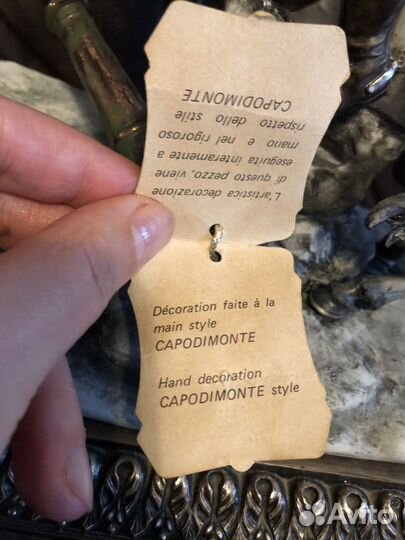 L'artistica decorazione
di questo pezzo, viene
eseguita interamente a
mano e nel rigoroso
rispetto dello stile
CAPODIMONTE
Décoration faite à la
main style
CAPODIMONTE
Hand decoration
CAPODIMONTE style
Avito